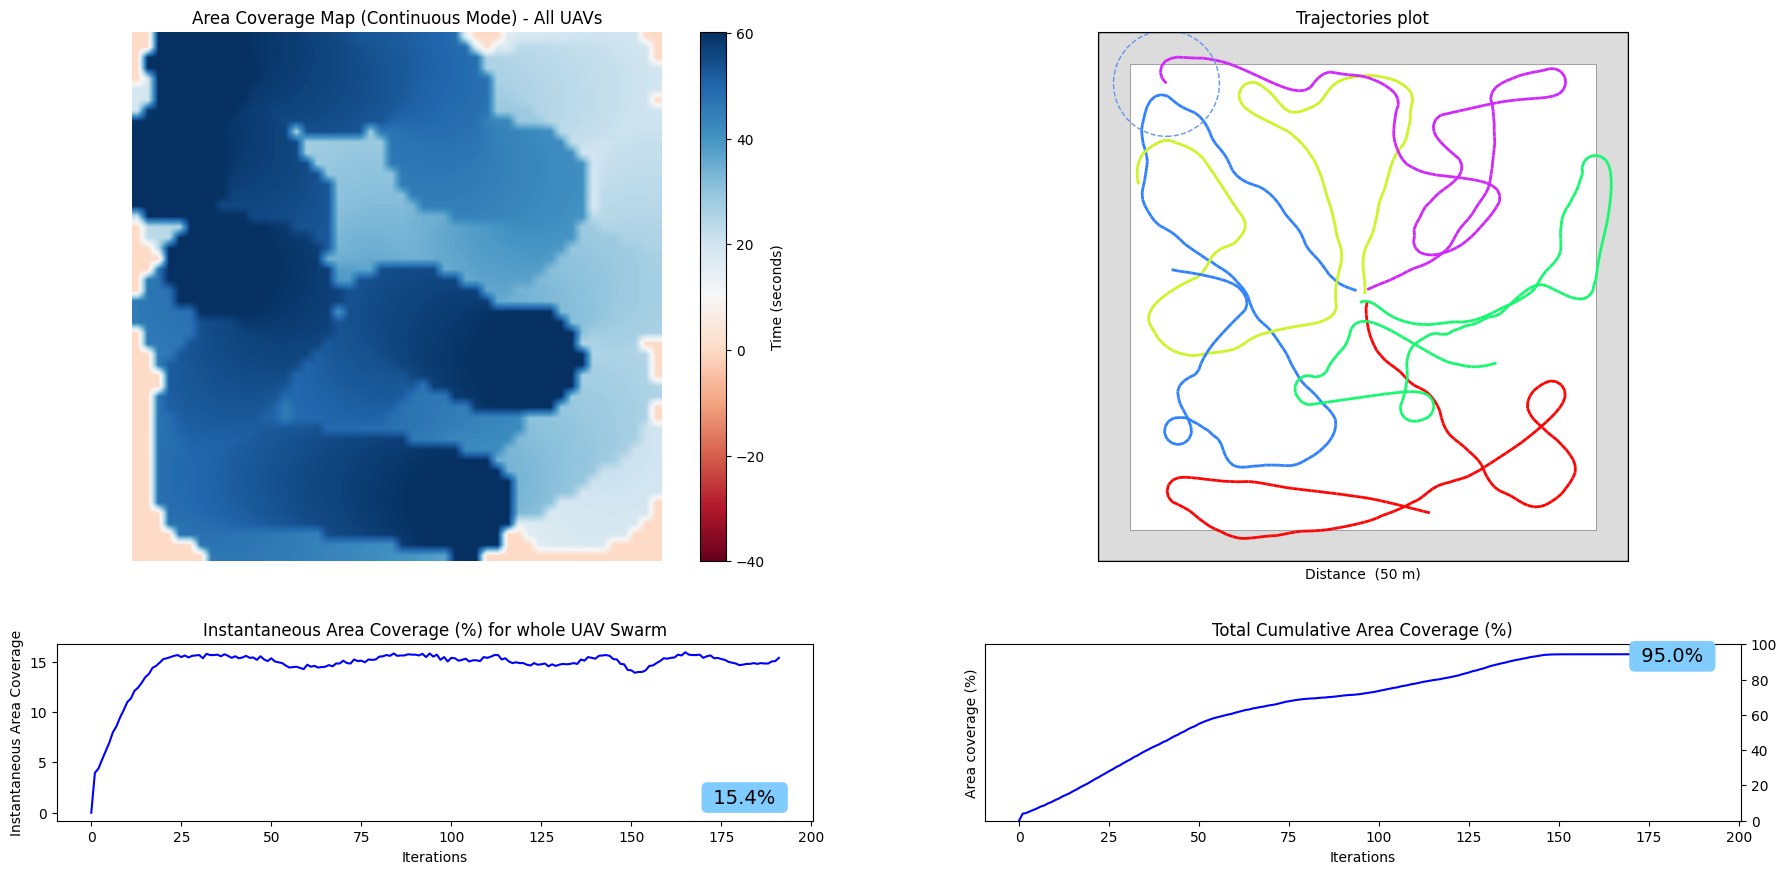 Area Coverage Map (Continuous Mode) - All UAVs
60
40
20
0
−20
−40
Time (seconds)
Trajectories plot
Distance  (50 m)
Instantaneous Area Coverage (%) for whole UAV Swarm
Instantaneous Area Coverage
15
10
5
0
15.4%
0 25 50 75 100 125 150 175 200
Iterations
Total Cumulative Area Coverage (%)
Area coverage (%)
95.0%
100
80
60
40
20
0
0 25 50 75 100 125 150 175 200
Iterations